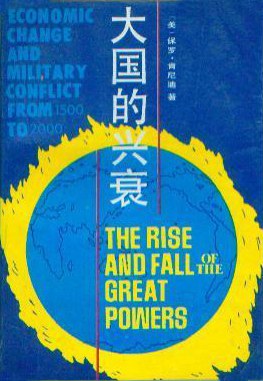 ECONOMIC
CHANGE
AND
MILITARY
CONFLICT
FROM 1500
TO 2000
大国的兴衰
〔美〕保罗·肯尼迪 著
THE RISE
AND FALL OF THE
GREAT
POWERS